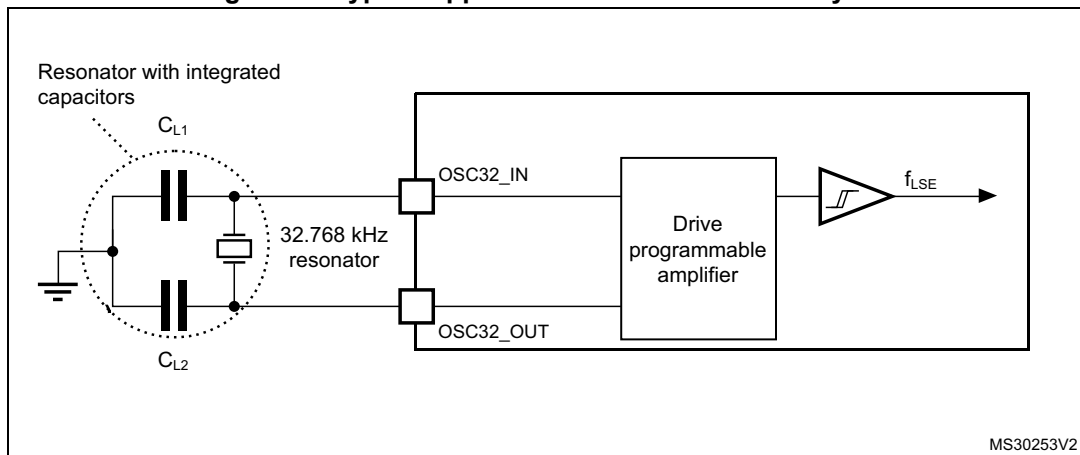 Resonator with integrated
capacitors
CL1
OSC32_IN
fLSE
32.768 kHz
resonator
Drive
programmable
amplifier
OSC32_OUT
CL2
MS30253V2